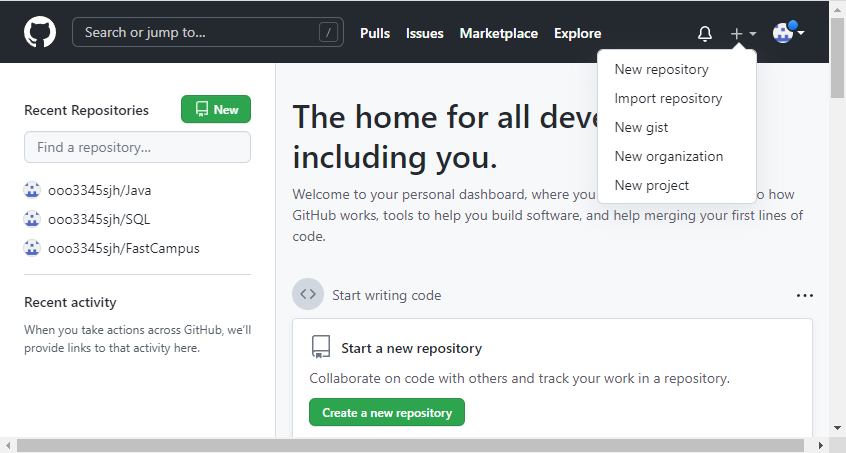 Search or jump to...
/
Pulls
Issues
Marketplace
Explore
New repository
Import repository
New gist
New organization
New project
Recent Repositories
New
Find a repository...
ooo3345sjh/Java
ooo3345sjh/SQL
ooo3345sjh/FastCampus
Recent activity
When you take actions across GitHub, we'll
provide links to that activity here.
The home for all deve
including you.
Welcome to your personal dashboard, where you
o how
GitHub works, tools to help you build software, and help merging your first lines of
code.
Start writing code
Start a new repository
Collaborate on code with others and track your work in a repository.
Create a new repository